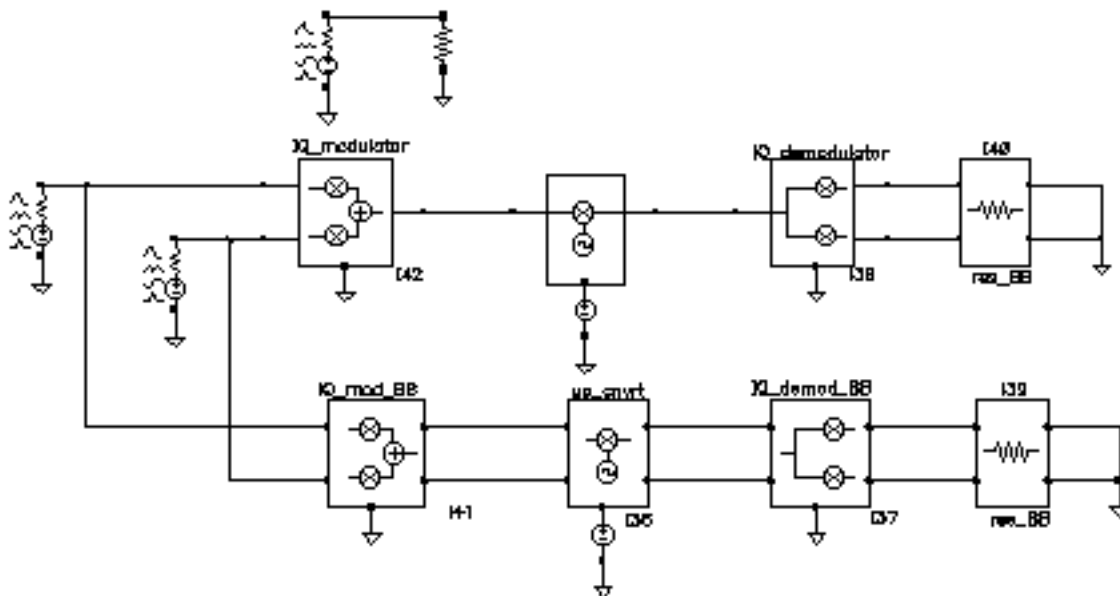 IQ_modulator
IQ_demodulator
I40
I42
I38
res_BB
IQ_mod_BB
up_cnvrt
IQ_demod_BB
I39
I41
I36
I37
res_BB